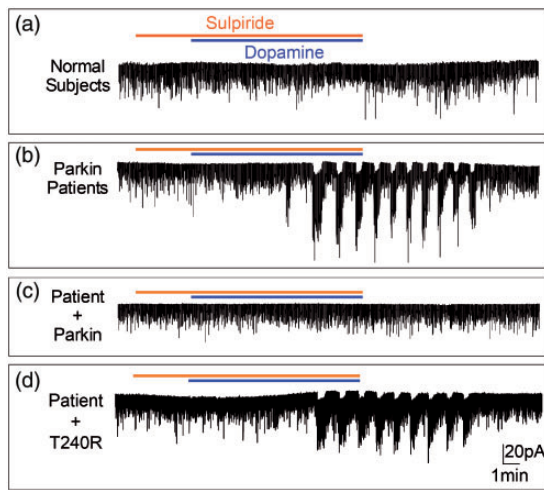 (a)
Sulpiride
Dopamine
Normal
Subjects
(b)
Parkin
Patients
(c)
Patient
+
Parkin
(d)
Patient
+
T240R
20pA
1min